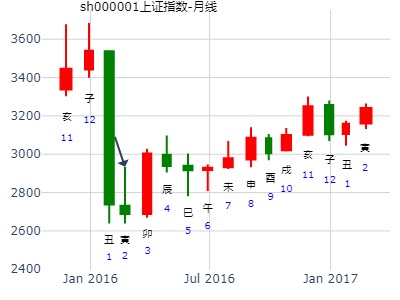 sh000001上证指数-月线
3600
3400
3200
3000
2800
2600
2400
亥
11
子
12
丑
1
寅
2
卯
3
辰
4
巳
5
午
6
未
7
申
8
酉
9
戌
10
亥
11
子
12
丑
1
寅
2
Jan 2016
Jul 2016
Jan 2017